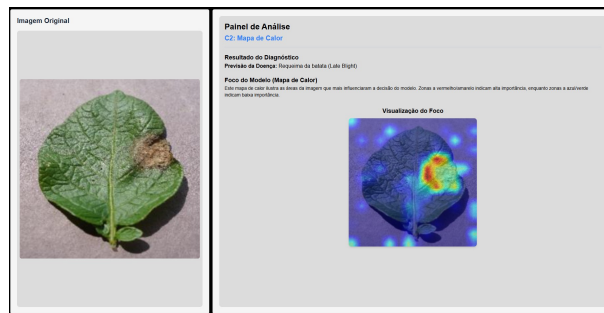 Imagem Original
Painel de Análise
C2: Mapa de Calor
Resultado do Diagnóstico
Previsão da Doença: Requeima da batata (Late Blight)
Foco do Modelo (Mapa de Calor)
Este mapa de calor ilustra as áreas da imagem que mais influenciaram a decisão do modelo. Zonas a vermelho/amarelo indicam alta importância, enquanto zonas a azul/verde
indicam baixa importância.
Visualização do Foco